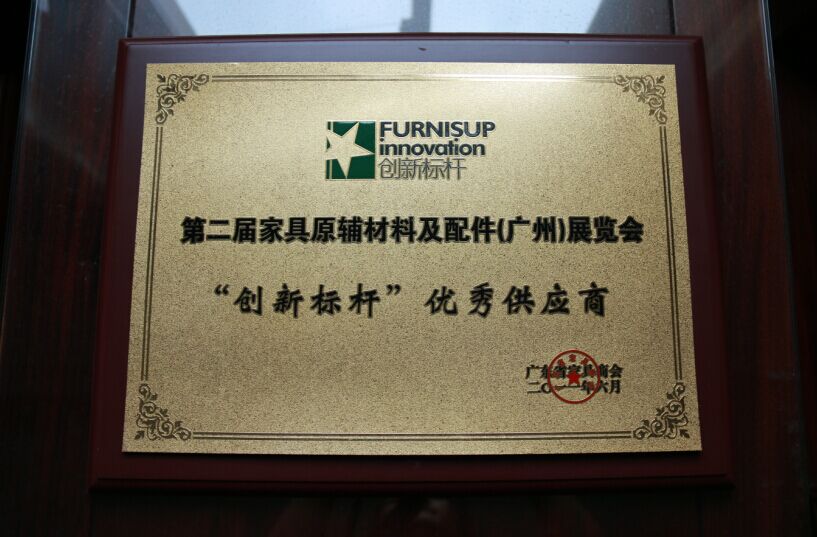 FURNISUP
innovation
创新标杆
第二届家具原辅材料及配件(广州)展览会
“创新标杆”优秀供应商
广东省家具商会
二〇一一年六月